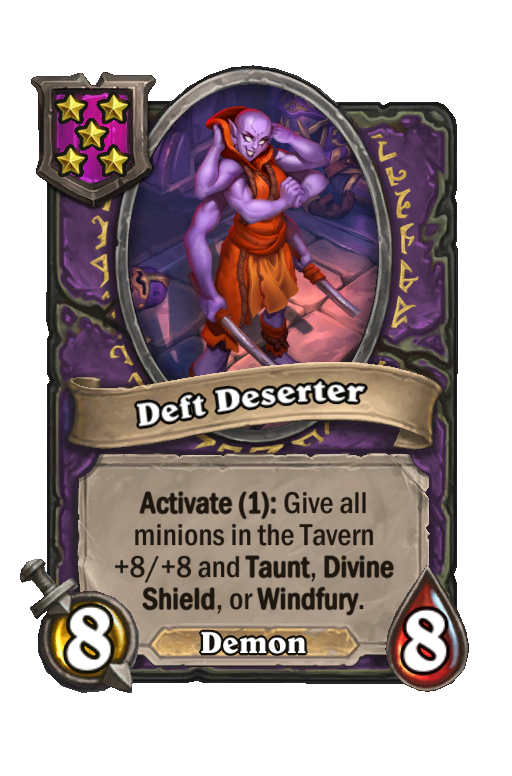 Deft Deserter
Activate (1): Give all
minions in the Tavern
+8/+8 and Taunt, Divine
Shield, or Windfury.
8
Demon
8